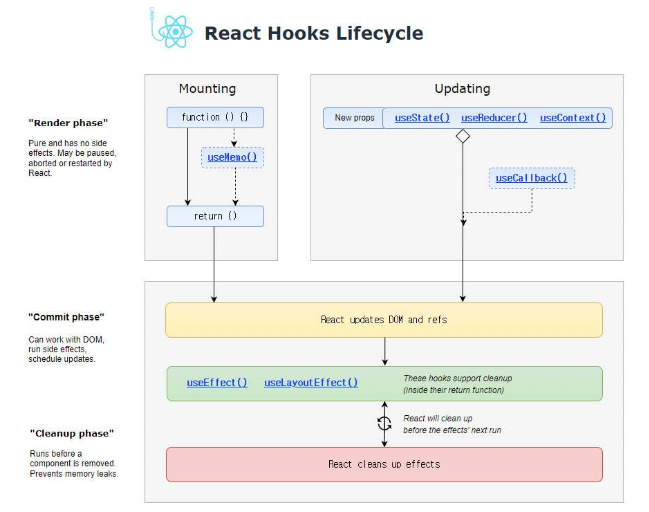 React Hooks Lifecycle
Mounting
Updating
"Render phase"
Pure and has no side
effects. May be paused,
aborted or restarted by
React.
function () {}
useMemo()
return ()
New props
useState() useReducer() useContext()
useCallback()
"Commit phase"
Can work with DOM,
run side effects,
schedule updates.
React updates DOM and refs
useEffect() useLayoutEffect()
These hooks support cleanup
(Inside their return function)
React will clean up
before the effects' next run
"Cleanup phase"
Runs before a
component is removed.
Prevents memory leaks.
React cleans up effects